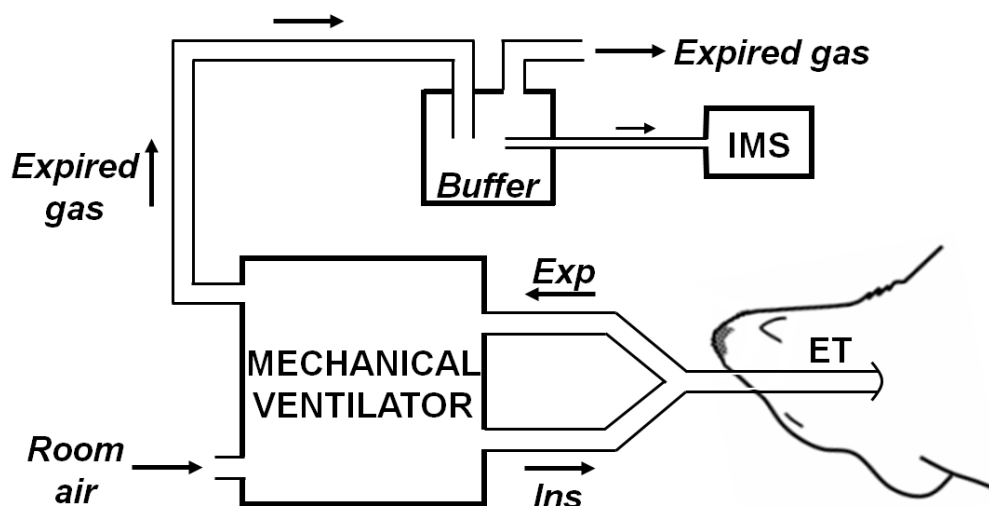 Expired gas
IMS
Buffer
Expired
gas
Exp
ET
MECHANICAL
VENTILATOR
Room
air
Ins